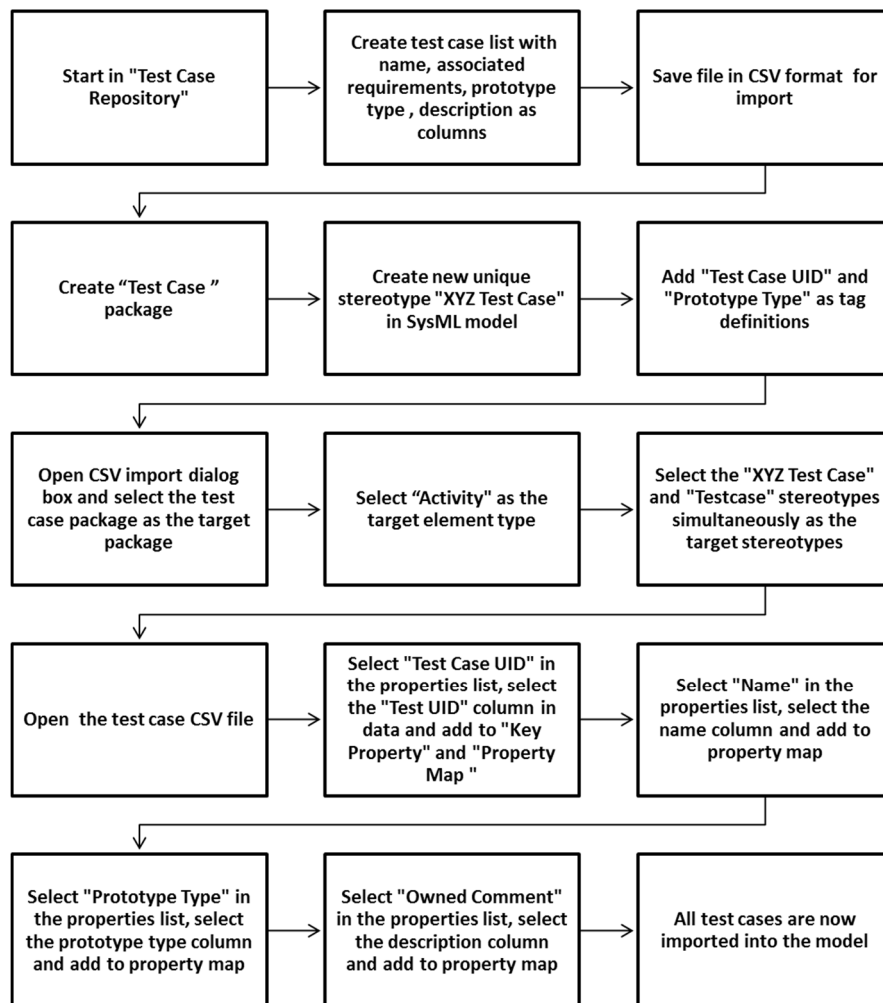 Start in "Test Case
Repository"
Create test case list with
name, associated
requirements, prototype
type , description as
columns
Save file in CSV format for
import
Create “Test Case ”
package
Create new unique
stereotype "XYZ Test Case"
in SysML model
Add "Test Case UID" and
"Prototype Type" as tag
definitions
Open CSV import dialog
box and select the test
case package as the target
package
Select “Activity" as the
target element type
Select the "XYZ Test Case"
and "Testcase" stereotypes
simultaneously as the
target stereotypes
Open the test case CSV file
Select "Test Case UID" in
the properties list, select
the "Test UID" column in
data and add to "Key
Property" and "Property
Map "
Select "Name" in the
properties list, select the
name column and add to
property map
Select "Prototype Type" in
the properties list, select
the prototype type column
and add to property map
Select "Owned Comment"
in the properties list, select
the description column
and add to property map
All test cases are now
imported into the model